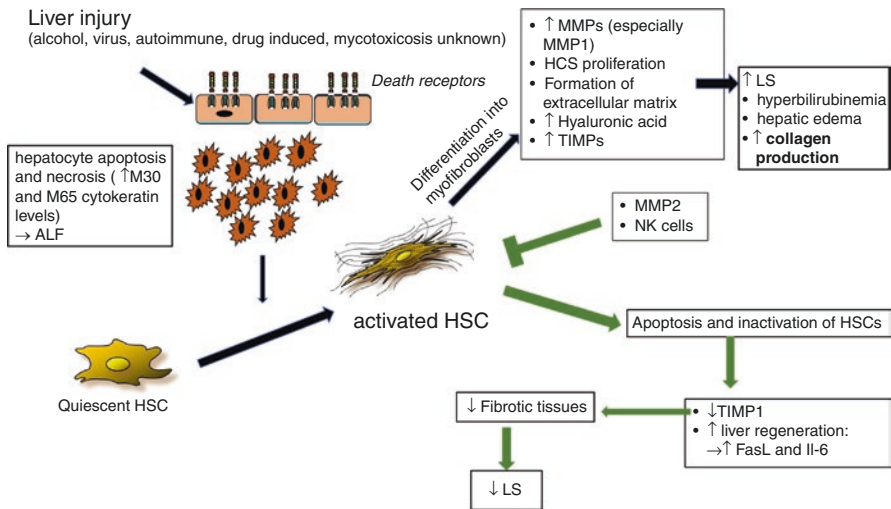 Liver injury
(alcohol, virus, autoimmune, drug induced, mycotoxicosis unknown)
Death receptors
hepatocyte apoptosis
and necrosis ( ↑M30
and M65 cytokeratin
levels)
→ ALF
Quiescent HSC
activated HSC
Differentiation into
myofibroblasts
• ↑ MMPs (especially
MMP1)
• HCS proliferation
• Formation of
extracellular matrix
• ↑ Hyaluronic acid
• ↑ TIMPs
↑ LS
• hyperbilirubinemia
• hepatic edema
• ↑ collagen
production
• MMP2
• NK cells
Apoptosis and inactivation of HSCs
• ↓TIMP1
• ↑ liver regeneration:
→↑ FasL and Il-6
↓ Fibrotic tissues
↓ LS